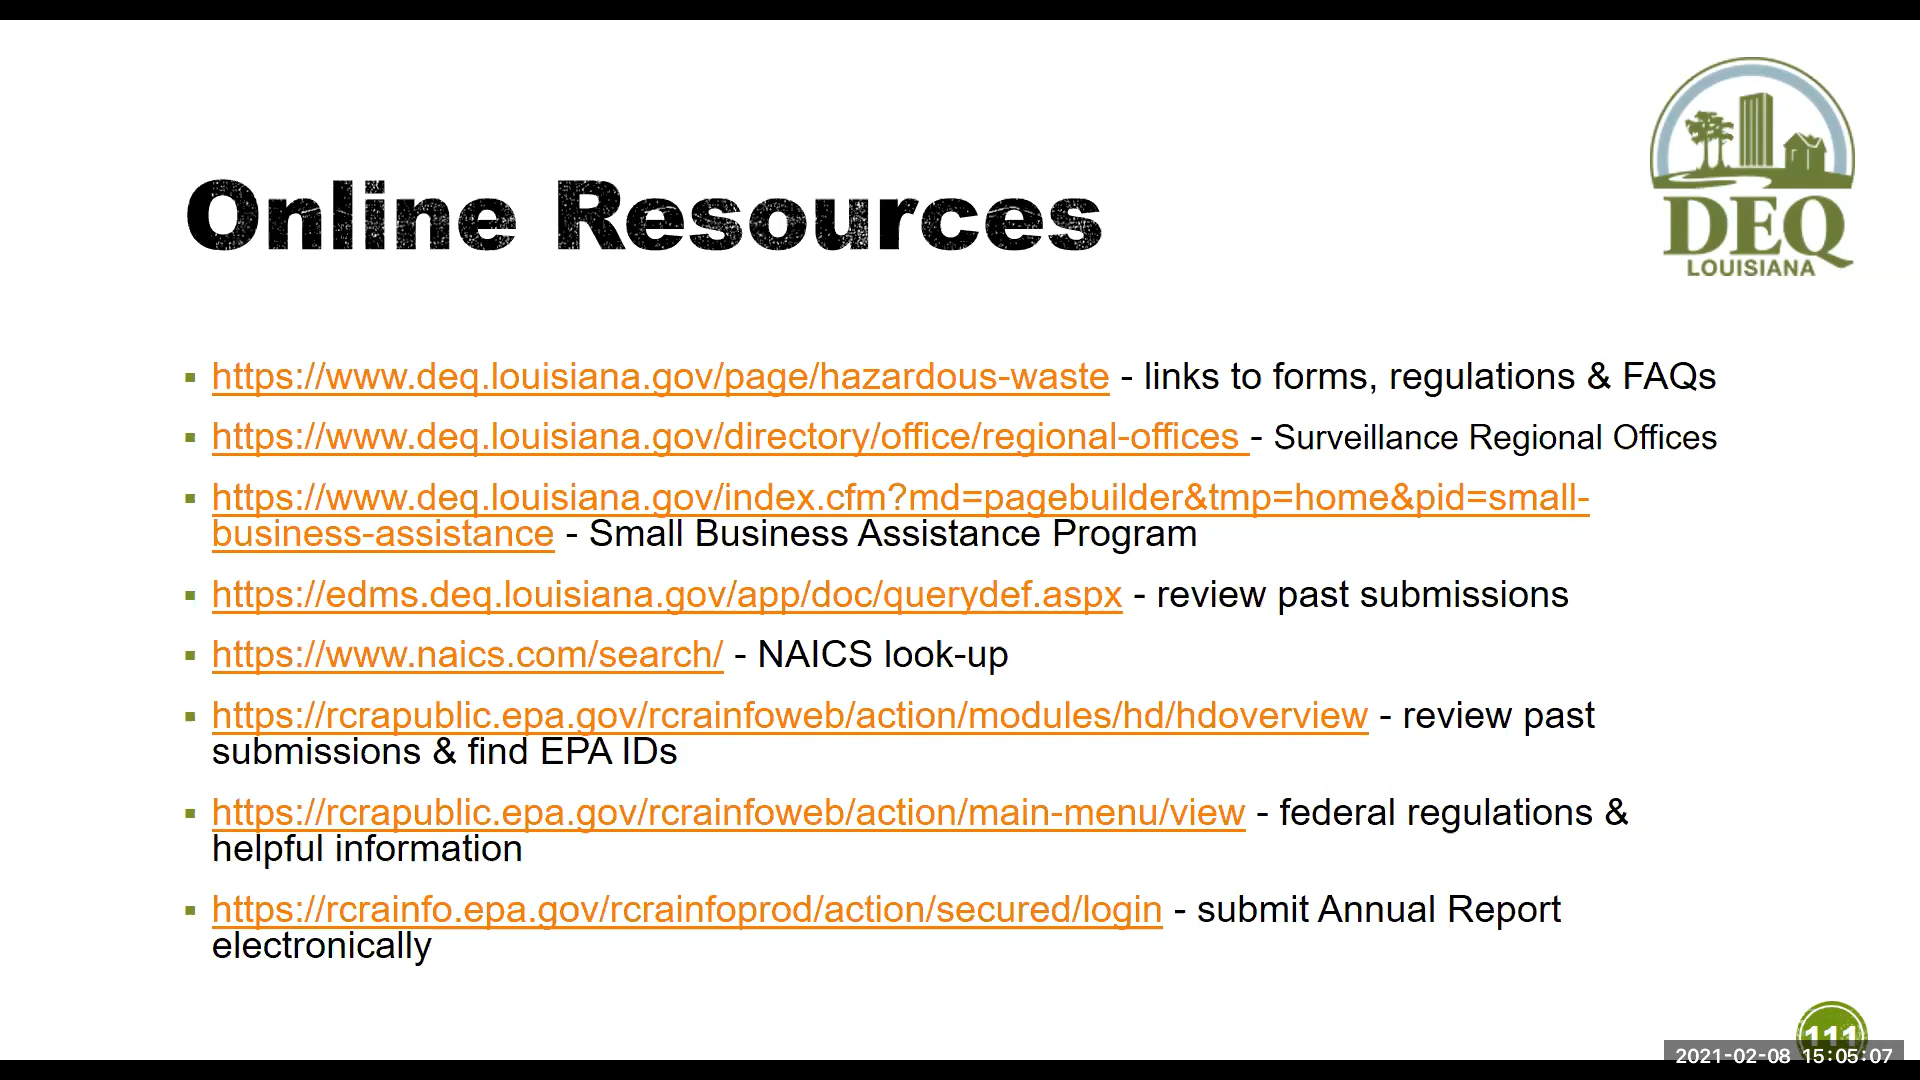 DEQ
LOUISIANA
Online Resources
▪ https://www.deq.louisiana.gov/page/hazardous-waste - links to forms, regulations & FAQs
▪ https://www.deq.louisiana.gov/directory/office/regional-offices - Surveillance Regional Offices
▪ https://www.deq.louisiana.gov/index.cfm?md=pagebuilder&tmp=home&pid=small-
business-assistance - Small Business Assistance Program
▪ https://edms.deq.louisiana.gov/app/doc/querydef.aspx - review past submissions
▪ https://www.naics.com/search/ - NAICS look-up
▪ https://rcrapublic.epa.gov/rcrainfoweb/action/modules/hd/hdoverview - review past
submissions & find EPA IDs
▪ https://rcrapublic.epa.gov/rcrainfoweb/action/main-menu/view - federal regulations &
helpful information
▪ https://rcrainfo.epa.gov/rcrainfoprod/action/secured/login - submit Annual Report
electronically
111
2021-02-08 15:05:07